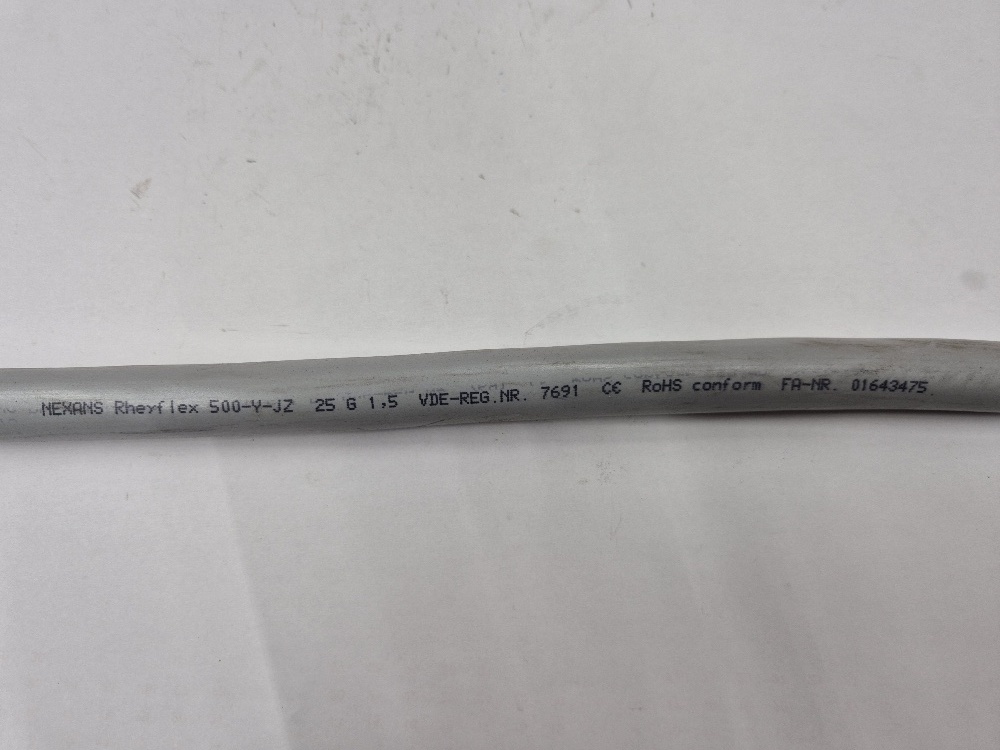 NEXANS Rheyflex 500-Y-JZ 25 G 1,5 VDE-REG.NR. 7691 CE RoHS conform FA-NR. 01643475